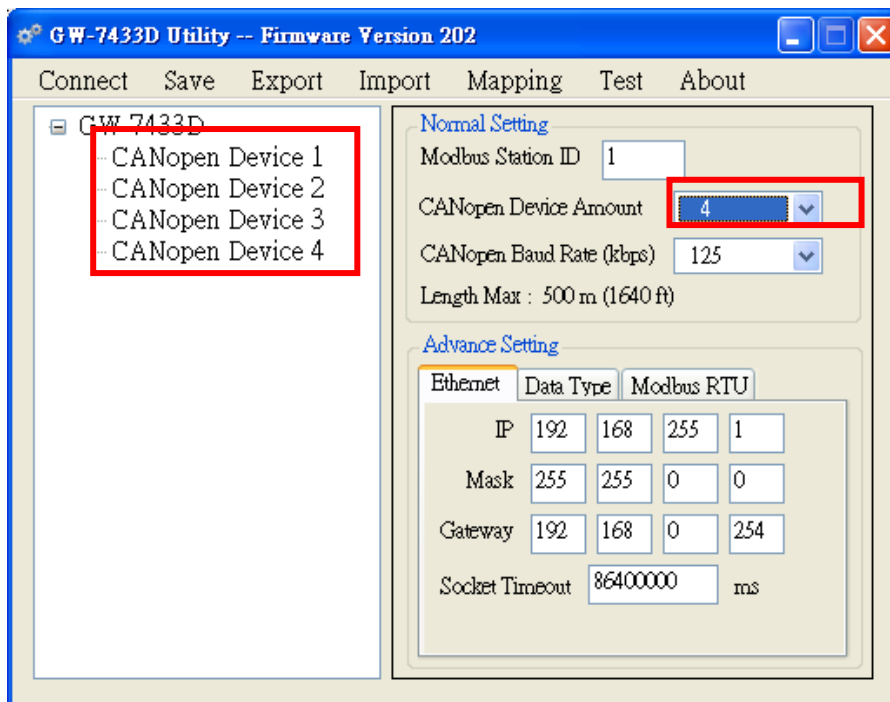 GW-7433D Utility -- Firmware Version 202
Connect Save Export Import Mapping Test About
GW-7433D
CANopen Device 1
CANopen Device 2
CANopen Device 3
CANopen Device 4
Normal Setting
Modbus Station ID 1
CANopen Device Amount 4
CANopen Baud Rate (kbps) 125
Length Max : 500 m (1640 ft)
Advance Setting
Ethernet Data Type Modbus RTU
IP 192 168 255 1
Mask 255 255 0 0
Gateway 192 168 0 254
Socket Timeout 86400000 ms